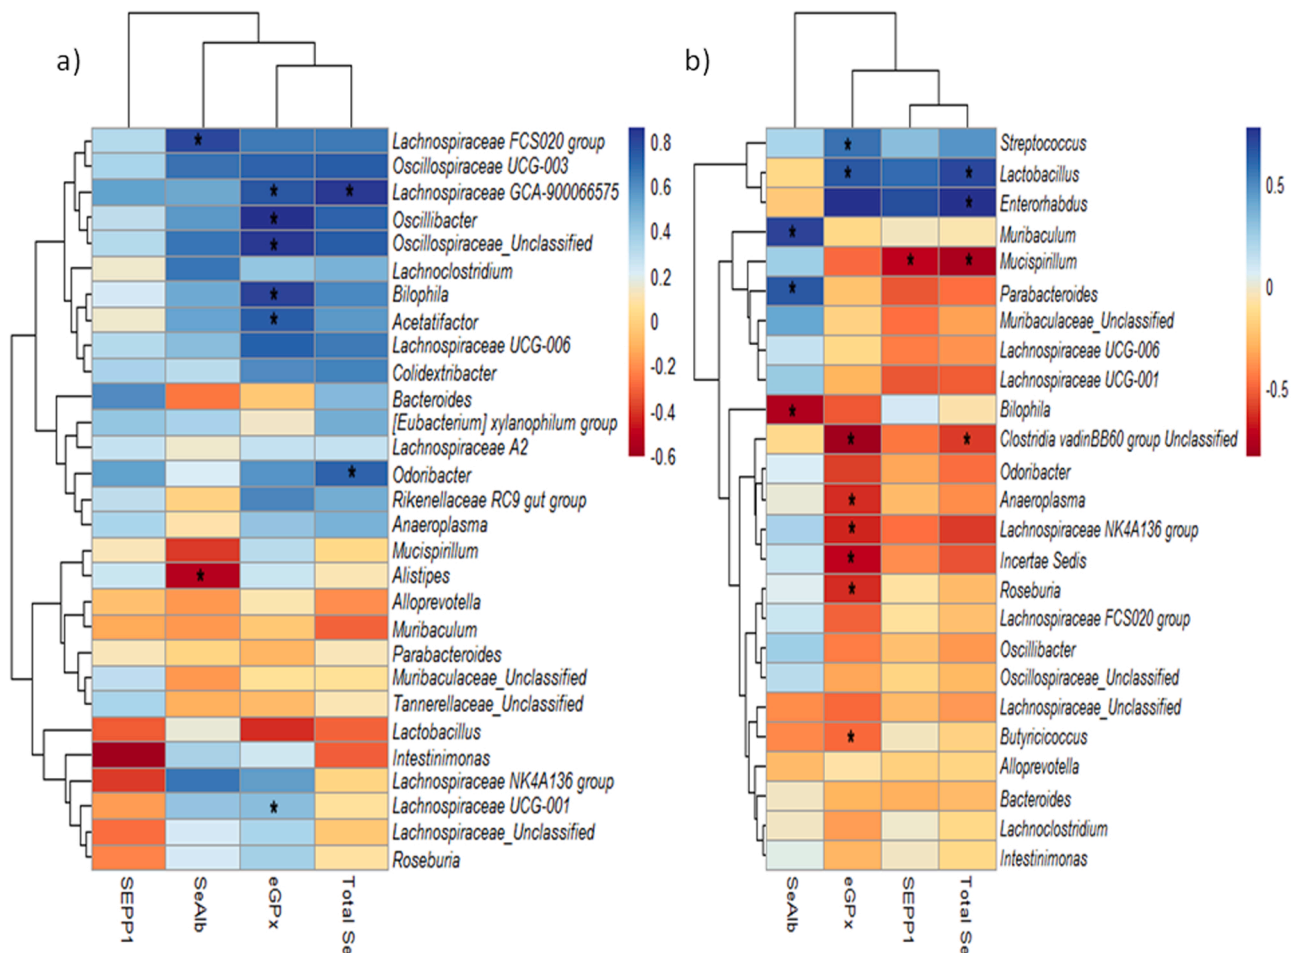 a)
Lachnospiraceae FCS020 group
Oscillospiraceae UCG-003
Lachnospiraceae GCA-900066575
Oscillibacter
Oscillospiraceae_Unclassified
Lachnoclostridium
Bilophila
Acetatifactor
Lachnospiraceae UCG-006
Colidextribacter
Bacteroides
[Eubacterium] xylanophilum group
Lachnospiraceae A2
Odoribacter
Rikenellaceae RC9 gut group
Anaeroplasma
Mucispirillum
Alistipes
Alloprevotella
Muribaculum
Parabacteroides
Muribaculaceae_Unclassified
Tannerellaceae_Unclassified
Lactobacillus
Intestinimonas
Lachnospiraceae NK4A136 group
Lachnospiraceae UCG-001
Lachnospiraceae_Unclassified
Roseburia
0.8
0.6
0.4
0.2
0
-0.2
-0.4
-0.6
SEPP1
SeAlb
eGPx
Total Se
b)
Streptococcus
Lactobacillus
Enterorhabdus
Muribaculum
Mucispirillum
Parabacteroides
Muribaculaceae_Unclassified
Lachnospiraceae UCG-006
Lachnospiraceae UCG-001
Bilophila
Clostridia vadinBB60 group Unclassified
Odoribacter
Anaeroplasma
Lachnospiraceae NK4A136 group
Incertae Sedis
Roseburia
Lachnospiraceae FCS020 group
Oscillibacter
Oscillospiraceae_Unclassified
Lachnospiraceae_Unclassified
Butyricicoccus
Alloprevotella
Bacteroides
Lachnoclostridium
Intestinimonas
0.5
0
-0.5
SeAlb
eGPx
SEPP1
Total Se